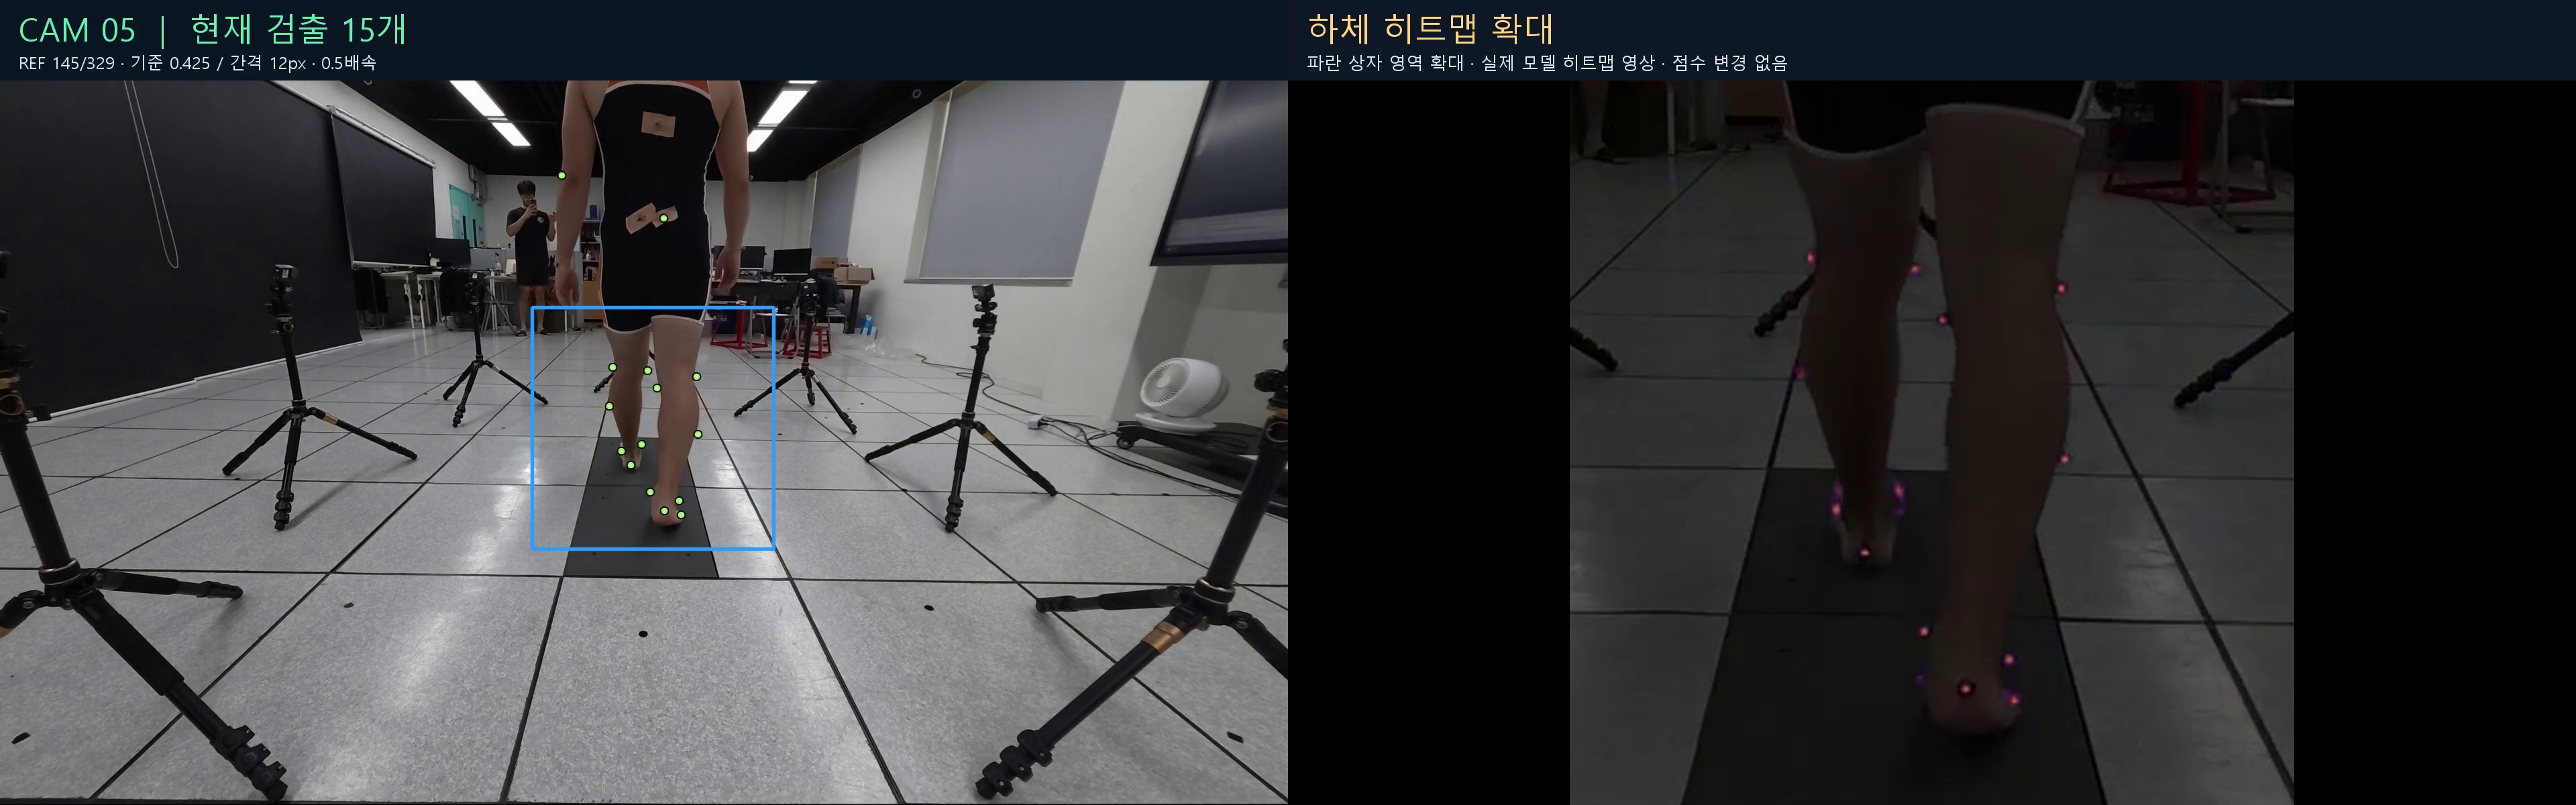 CAM 05 | 현재 검출 15개
REF 145/329 · 기준 0.425 / 간격 12px · 0.5배속
하체 히트맵 확대
파란 상자 영역 확대 · 실제 모델 히트맵 영상 · 점수 변경 없음